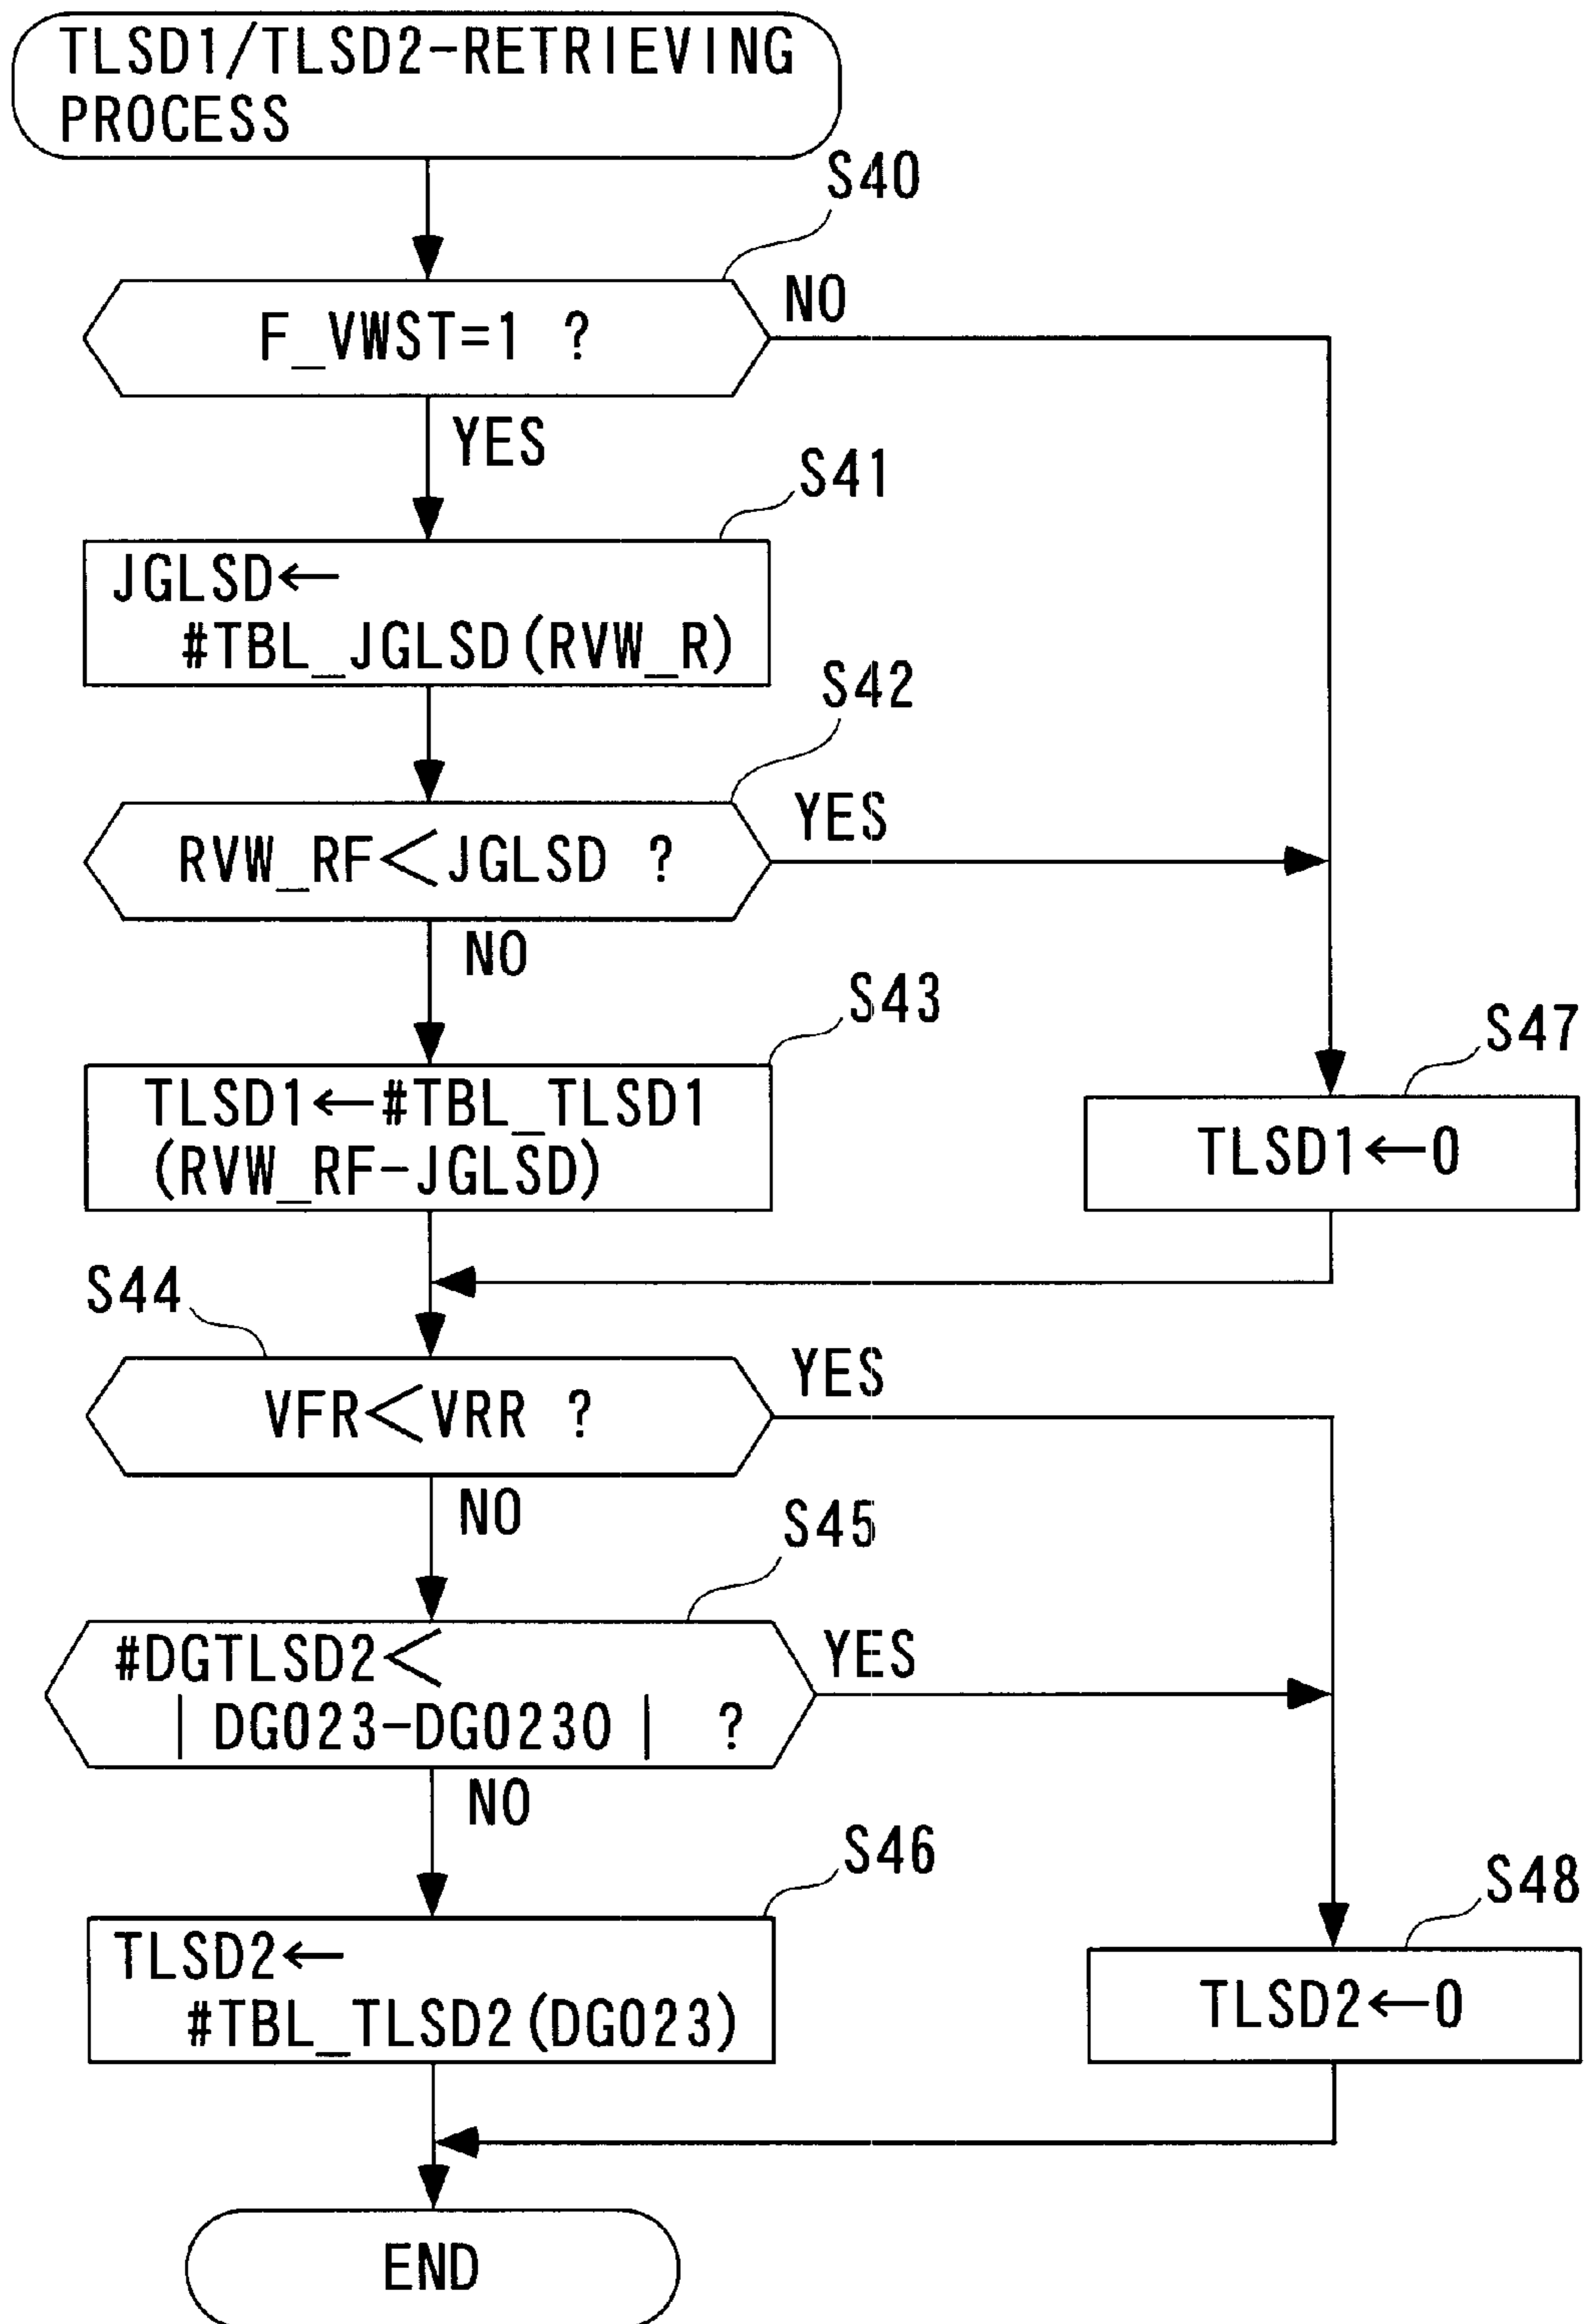 TLSD1/TLSD2-RETRIEVING
PROCESS
S40
F_VWST=1 ?
NO
YES
S41
JGLSD←
#TBL_JGLSD(RVW_R)
S42
RVW_RF<JGLSD ?
YES
NO
S43
TLSD1←#TBL_TLSD1
(RVW_RF-JGLSD)
S47
TLSD1←0
S44
VFR<VRR ?
YES
NO
S45
#DGTLSD2<
| DG023-DG0230 | ?
YES
NO
S46
TLSD2←
#TBL_TLSD2(DG023)
S48
TLSD2←0
END